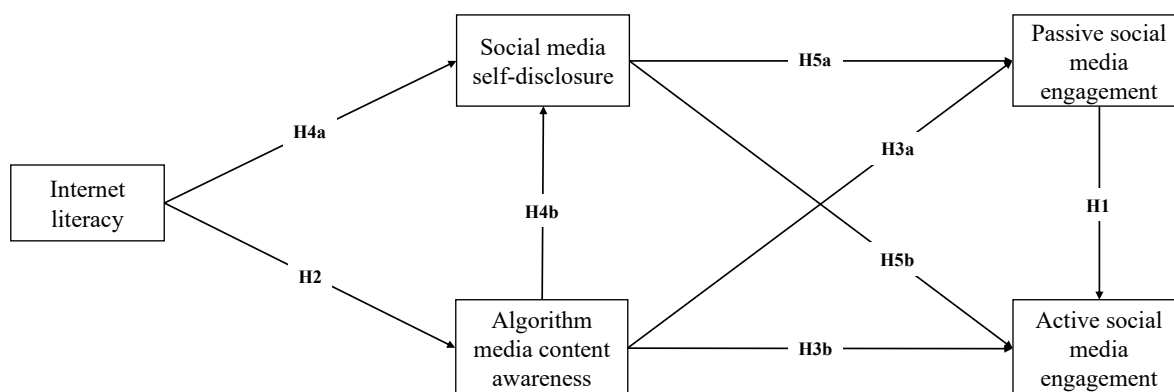 Social media
self-disclosure
H5a
Passive social
media
engagement
H4a
H3a
Internet
literacy
H4b
H1
H2
H5b
Algorithm
media content
awareness
H3b
Active social
media
engagement